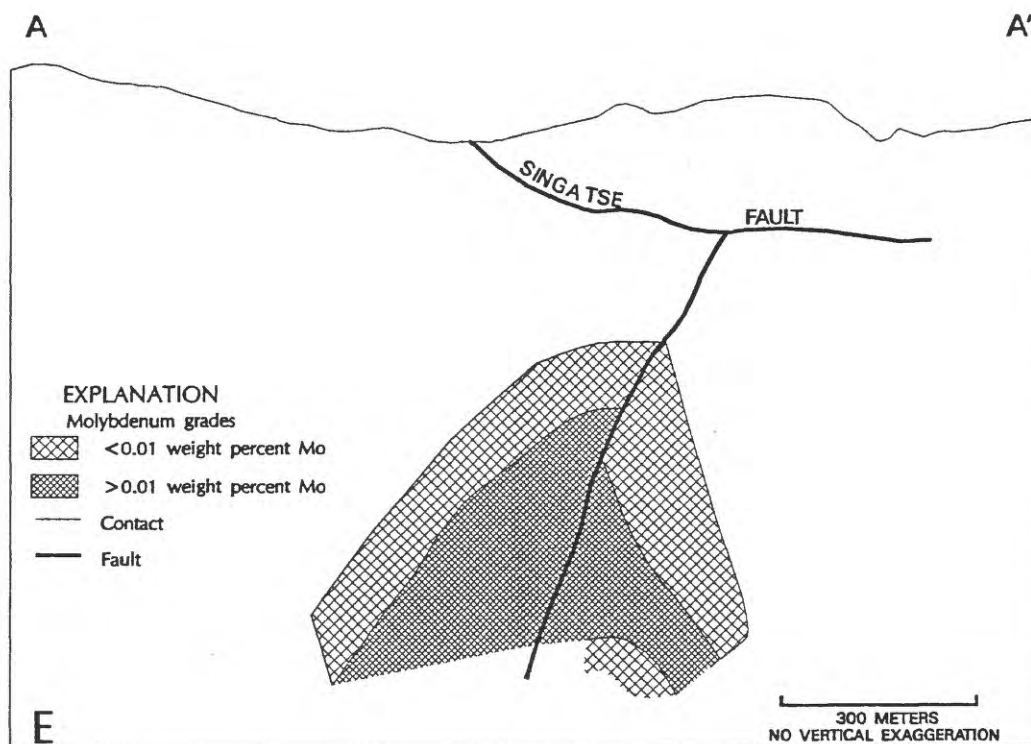 A A'
SINGATSE
FAULT
EXPLANATION
Molybdenum grades
<0.01 weight percent Mo
>0.01 weight percent Mo
Contact
Fault
E
300 METERS
NO VERTICAL EXAGGERATION